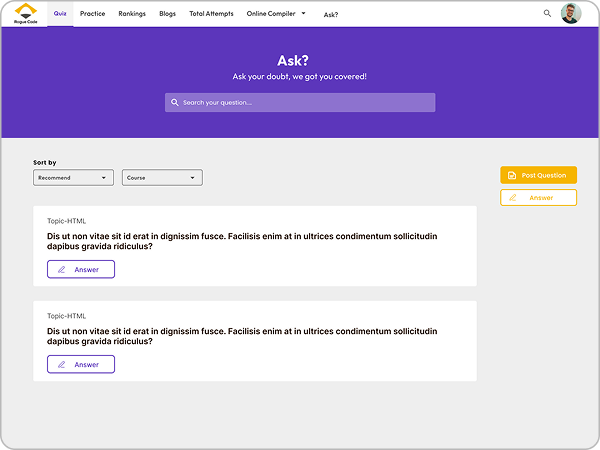 Rogue Code
Quiz Practice Rankings Blogs Total Attempts Online Compiler Ask?
Ask?
Ask your doubt, we got you covered!
Search your question...
Sort by
Recommend Course
Post Question
Answer
Topic-HTML
Dis ut non vitae sit id erat in dignissim fusce. Facilisis enim at in ultrices condimentum sollicitudin
dapibus gravida ridiculus?
Answer
Topic-HTML
Dis ut non vitae sit id erat in dignissim fusce. Facilisis enim at in ultrices condimentum sollicitudin
dapibus gravida ridiculus?
Answer